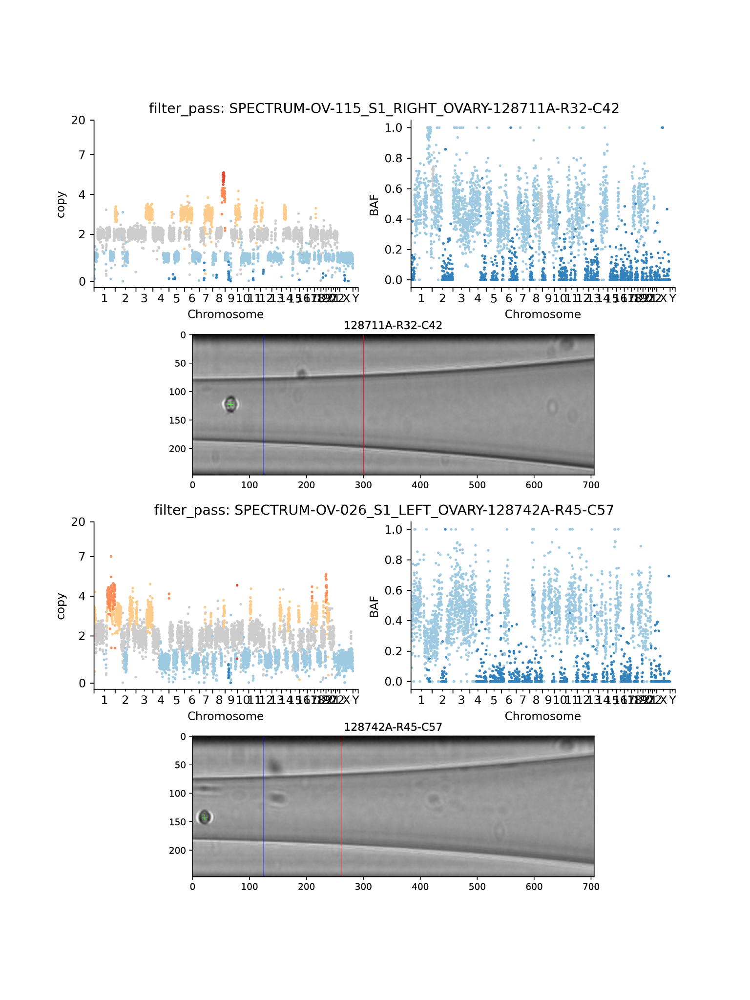 filter_pass: SPECTRUM-OV-115_S1_RIGHT_OVARY-128711A-R32-C42
20
7
4
2
0
copy
1 2 3 4 5 6 7 8 9 10 11 12 13 14 15 16 17 18 19 20 21 22 X Y
Chromosome
1.0
0.8
0.6
0.4
0.2
0.0
BAF
1 2 3 4 5 6 7 8 9 10 11 12 13 14 15 16 17 18 19 20 21 22 X Y
Chromosome
128711A-R32-C42
0
50
100
150
200
0 100 200 300 400 500 600 700
filter_pass: SPECTRUM-OV-026_S1_LEFT_OVARY-128742A-R45-C57
20
7
4
2
0
copy
1 2 3 4 5 6 7 8 9 10 11 12 13 14 15 16 17 18 19 20 21 22 X Y
Chromosome
1.0
0.8
0.6
0.4
0.2
0.0
BAF
1 2 3 4 5 6 7 8 9 10 11 12 13 14 15 16 17 18 19 20 21 22 X Y
Chromosome
128742A-R45-C57
0
50
100
150
200
0 100 200 300 400 500 600 700